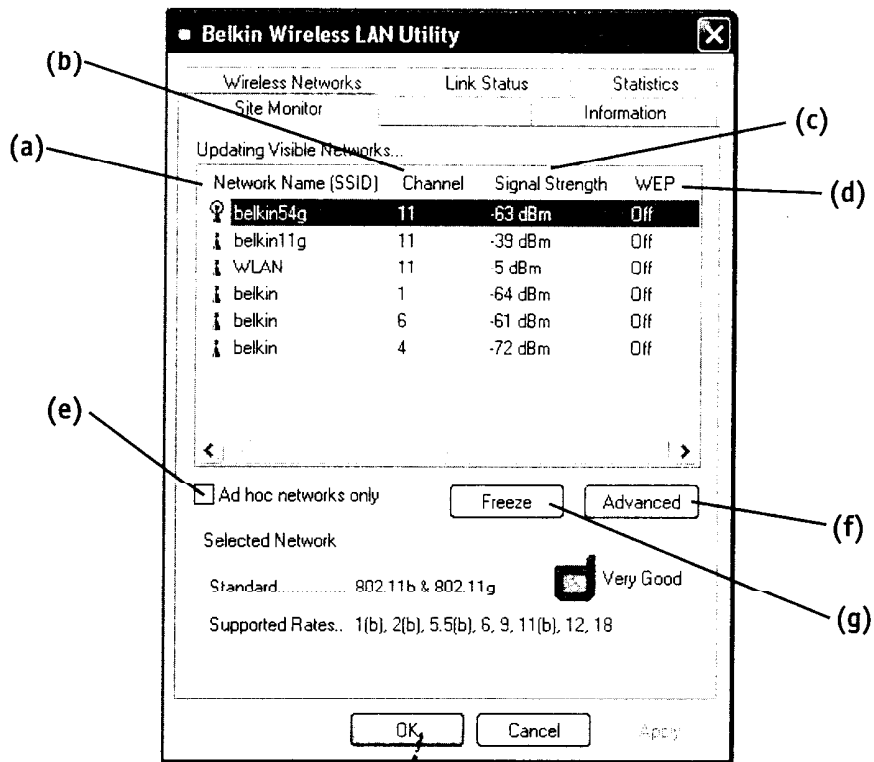 Belkin Wireless LAN Utility
(b)
Wireless Networks Link Status Statistics
Site Monitor Information
(c)
(a)
Updating Visible Networks...
Network Name (SSID) Channel Signal Strength WEP
(d)
belkin54g 11 -63 dBm Off
belkin11g 11 -39 dBm Off
WLAN 11 -5 dBm Off
belkin 1 -64 dBm Off
belkin 6 -61 dBm Off
belkin 4 -72 dBm Off
(e)
Ad hoc networks only Freeze Advanced
(f)
Selected Network
Very Good
Standard.............. 802.11b & 802.11g
(g)
Supported Rates.. 1(b), 2(b), 5.5(b), 6, 9, 11(b), 12, 18
OK Cancel Apply